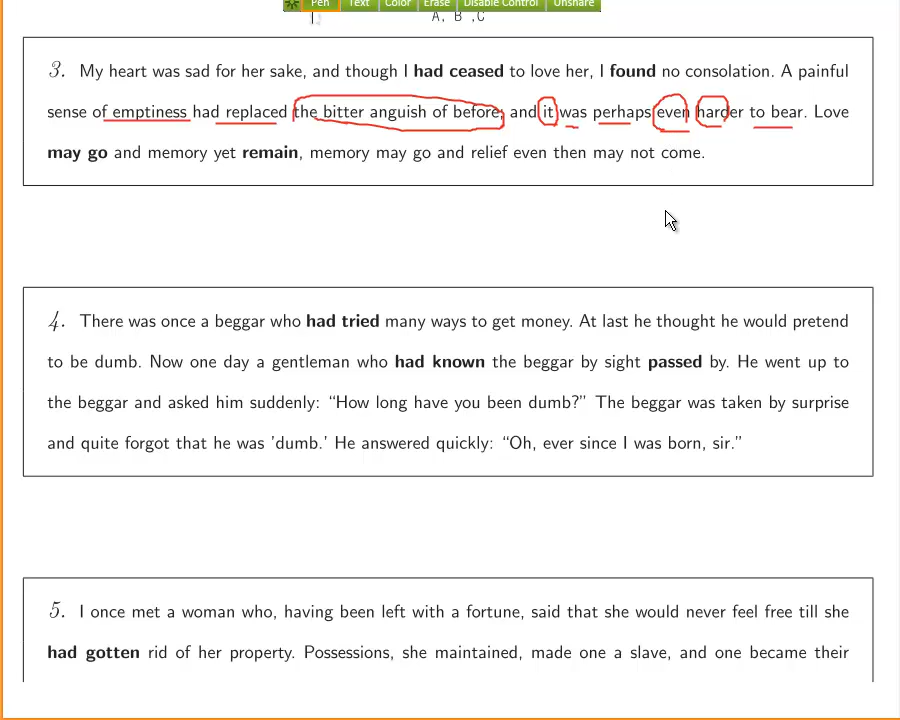 Pen Text Color Erase Disable Control Unshare
A, B ,C
3. My heart was sad for her sake, and though I had ceased to love her, I found no consolation. A painful
sense of emptiness had replaced the bitter anguish of before; and it was perhaps even harder to bear. Love
may go and memory yet remain, memory may go and relief even then may not come.
4. There was once a beggar who had tried many ways to get money. At last he thought he would pretend
to be dumb. Now one day a gentleman who had known the beggar by sight passed by. He went up to
the beggar and asked him suddenly: “How long have you been dumb?” The beggar was taken by surprise
and quite forgot that he was 'dumb.' He answered quickly: “Oh, ever since I was born, sir.”
5. I once met a woman who, having been left with a fortune, said that she would never feel free till she
had gotten rid of her property. Possessions, she maintained, made one a slave, and one became their